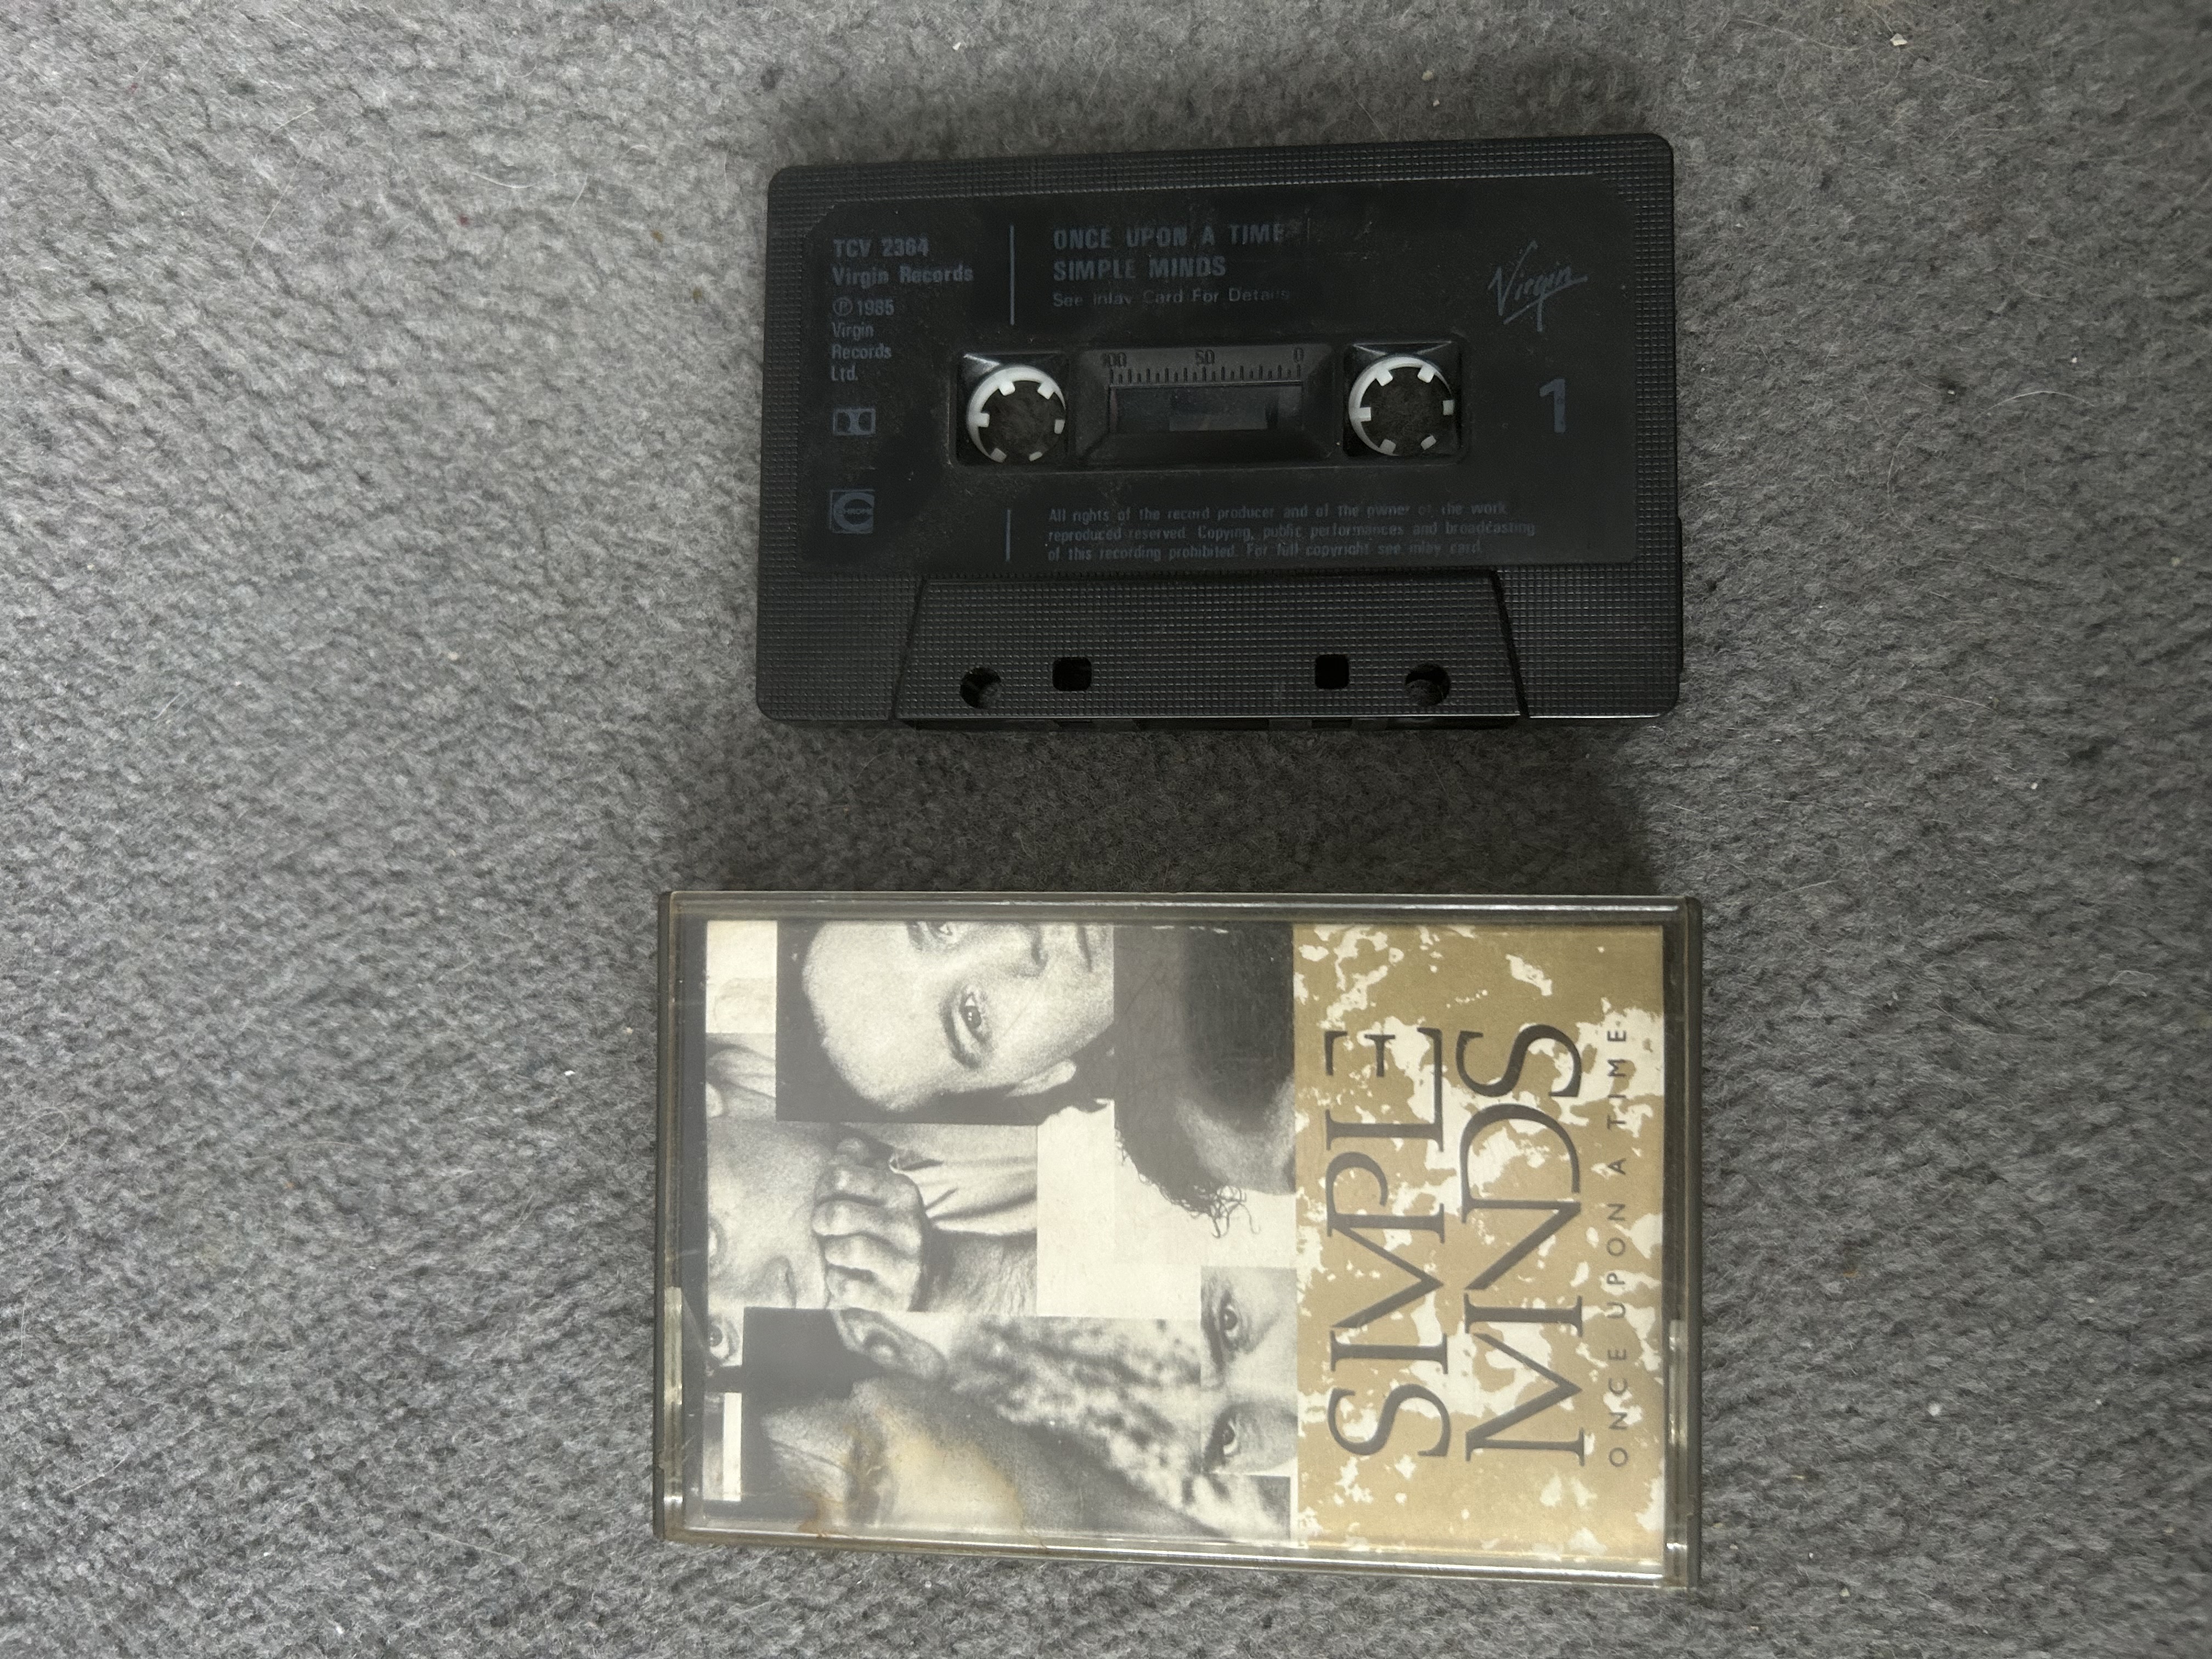 TCV 2364
Virgin Records
℗ 1985
Virgin
Records
Ltd.
CHROME
ONCE UPON A TIME
SIMPLE MINDS
See Inlay Card For Details
Virgin
100 50 0
1
All rights of the record producer and of the owner of the work
reproduced reserved. Copying, public performances and broadcasting
of this recording prohibited. For full copyright see inlay card.
SIMPLE
MINDS
ONCE UPON A TIME